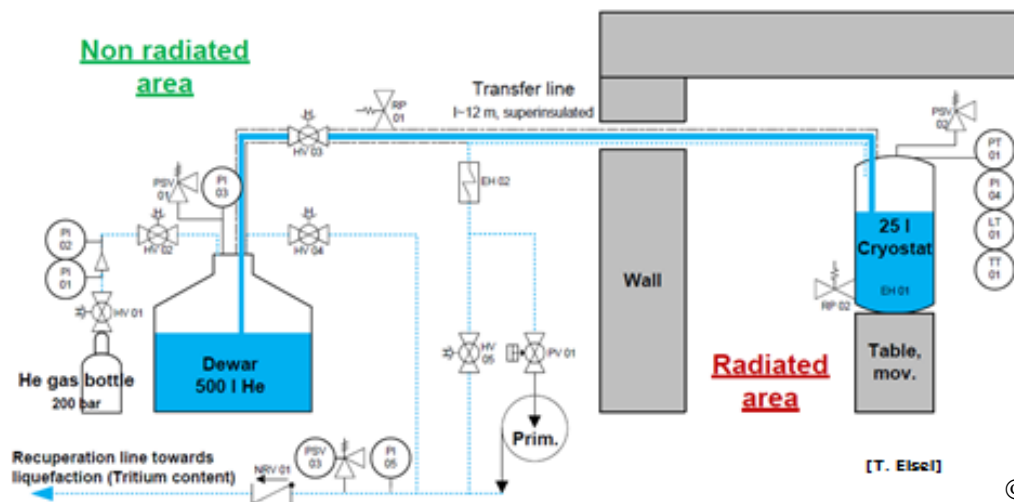 Non radiated
area
Transfer line
l~12 m, superinsulated
RP
01
HV 03
PSV
01
PI
03
EH 02
PSV
02
PT
01
PI
04
LT
01
TT
01
PI
02
PI
01
HV 02
HV 04
HV 01
25 l
Cryostat
EH 01
RP 02
Wall
Dewar
500 l He
He gas bottle
200 bar
HV
05
PV 01
Prim.
Radiated
area
Table,
mov.
Recuperation line towards
liquefaction (Tritium content)
NRV 01
PSV
03
PI
05
[T. Eisel]
©